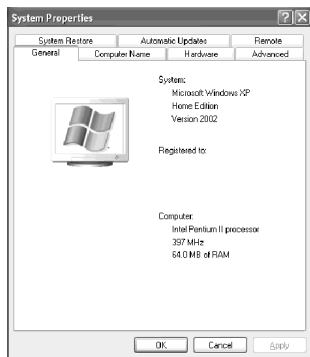 System Properties
System Restore Automatic Updates Remote
General Computer Name Hardware Advanced
System:
Microsoft Windows XP
Home Edition
Version 2002
Registered to:
Computer:
Intel Pentium II processor
397 MHz
64.0 MB of RAM
OK Cancel Apply